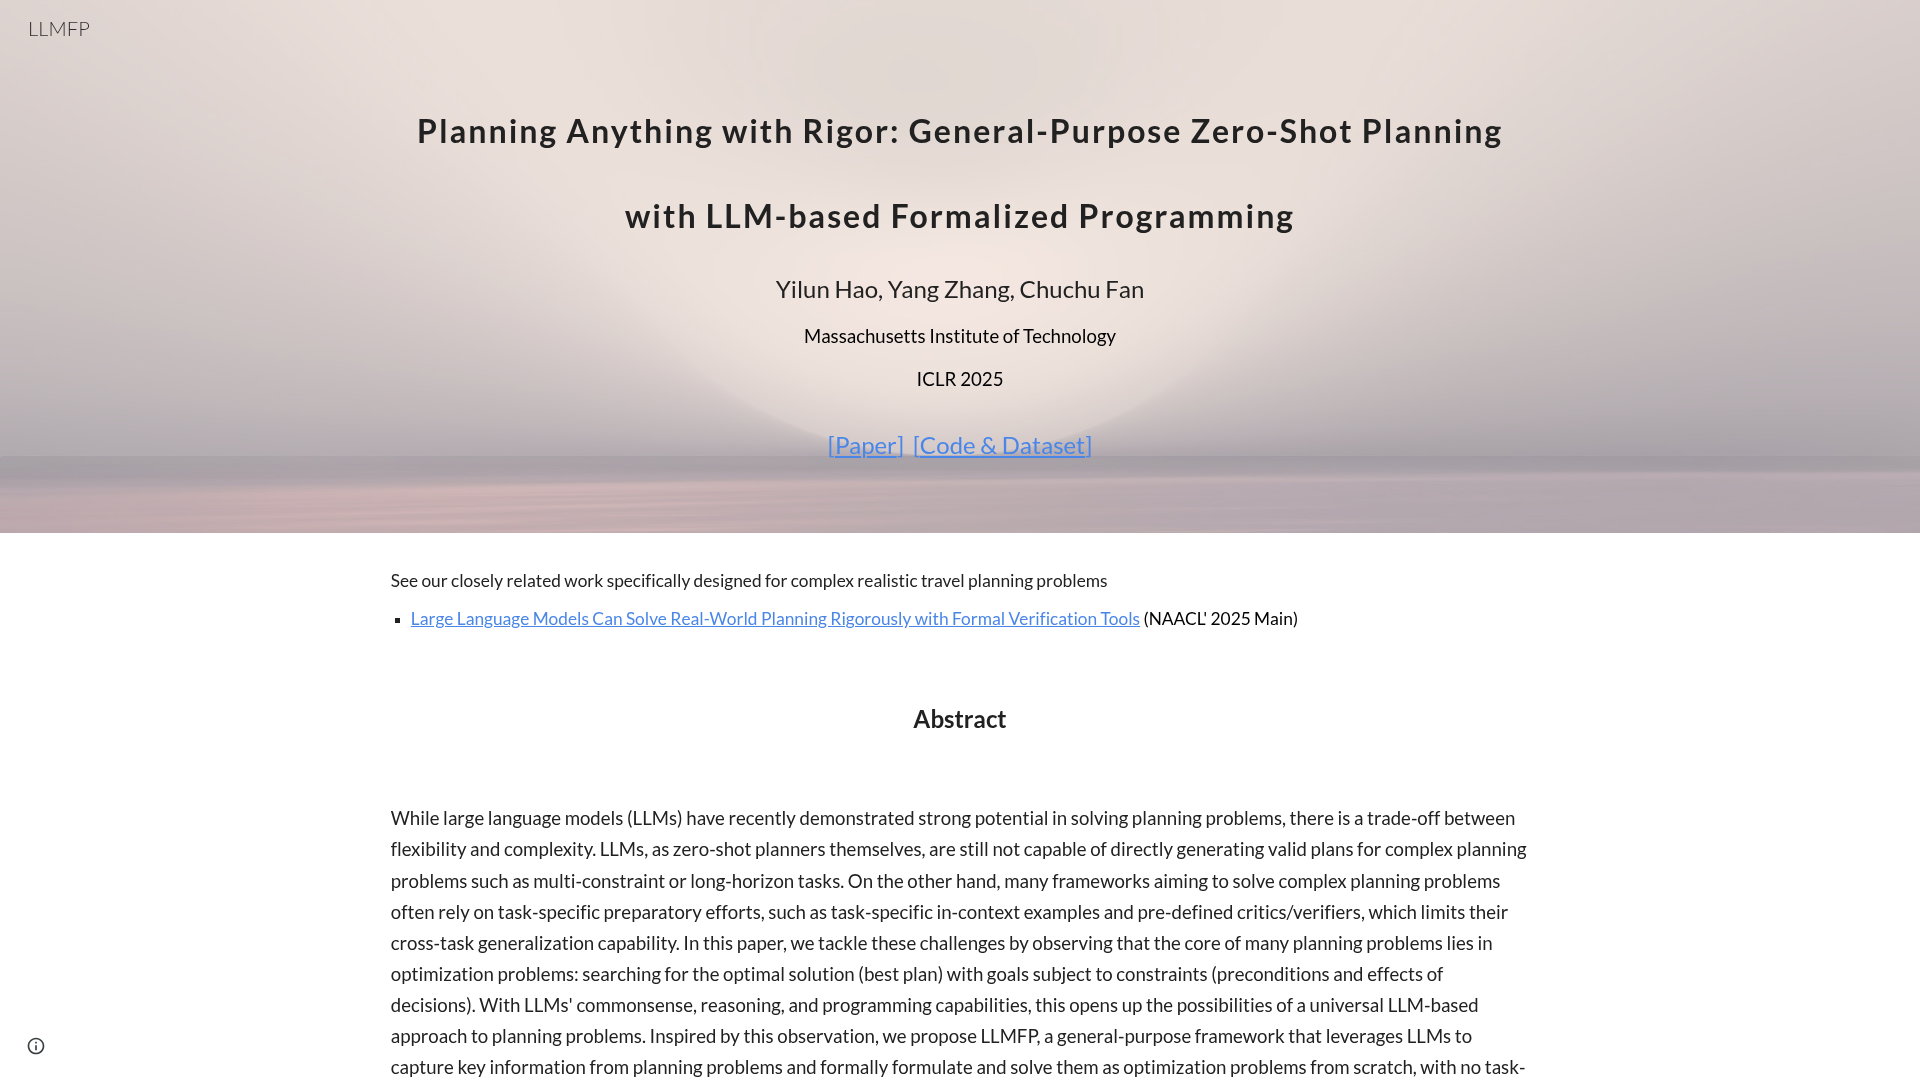 LLMFP
Planning Anything with Rigor: General-Purpose Zero-Shot Planning
with LLM-based Formalized Programming
Yilun Hao, Yang Zhang, Chuchu Fan
Massachusetts Institute of Technology
ICLR 2025
[Paper] [Code & Dataset]
See our closely related work specifically designed for complex realistic travel planning problems
▪ Large Language Models Can Solve Real-World Planning Rigorously with Formal Verification Tools (NAACL' 2025 Main)
Abstract
While large language models (LLMs) have recently demonstrated strong potential in solving planning problems, there is a trade-off between
flexibility and complexity. LLMs, as zero-shot planners themselves, are still not capable of directly generating valid plans for complex planning
problems such as multi-constraint or long-horizon tasks. On the other hand, many frameworks aiming to solve complex planning problems
often rely on task-specific preparatory efforts, such as task-specific in-context examples and pre-defined critics/verifiers, which limits their
cross-task generalization capability. In this paper, we tackle these challenges by observing that the core of many planning problems lies in
optimization problems: searching for the optimal solution (best plan) with goals subject to constraints (preconditions and effects of
decisions). With LLMs' commonsense, reasoning, and programming capabilities, this opens up the possibilities of a universal LLM-based
approach to planning problems. Inspired by this observation, we propose LLMFP, a general-purpose framework that leverages LLMs to
capture key information from planning problems and formally formulate and solve them as optimization problems from scratch, with no task-